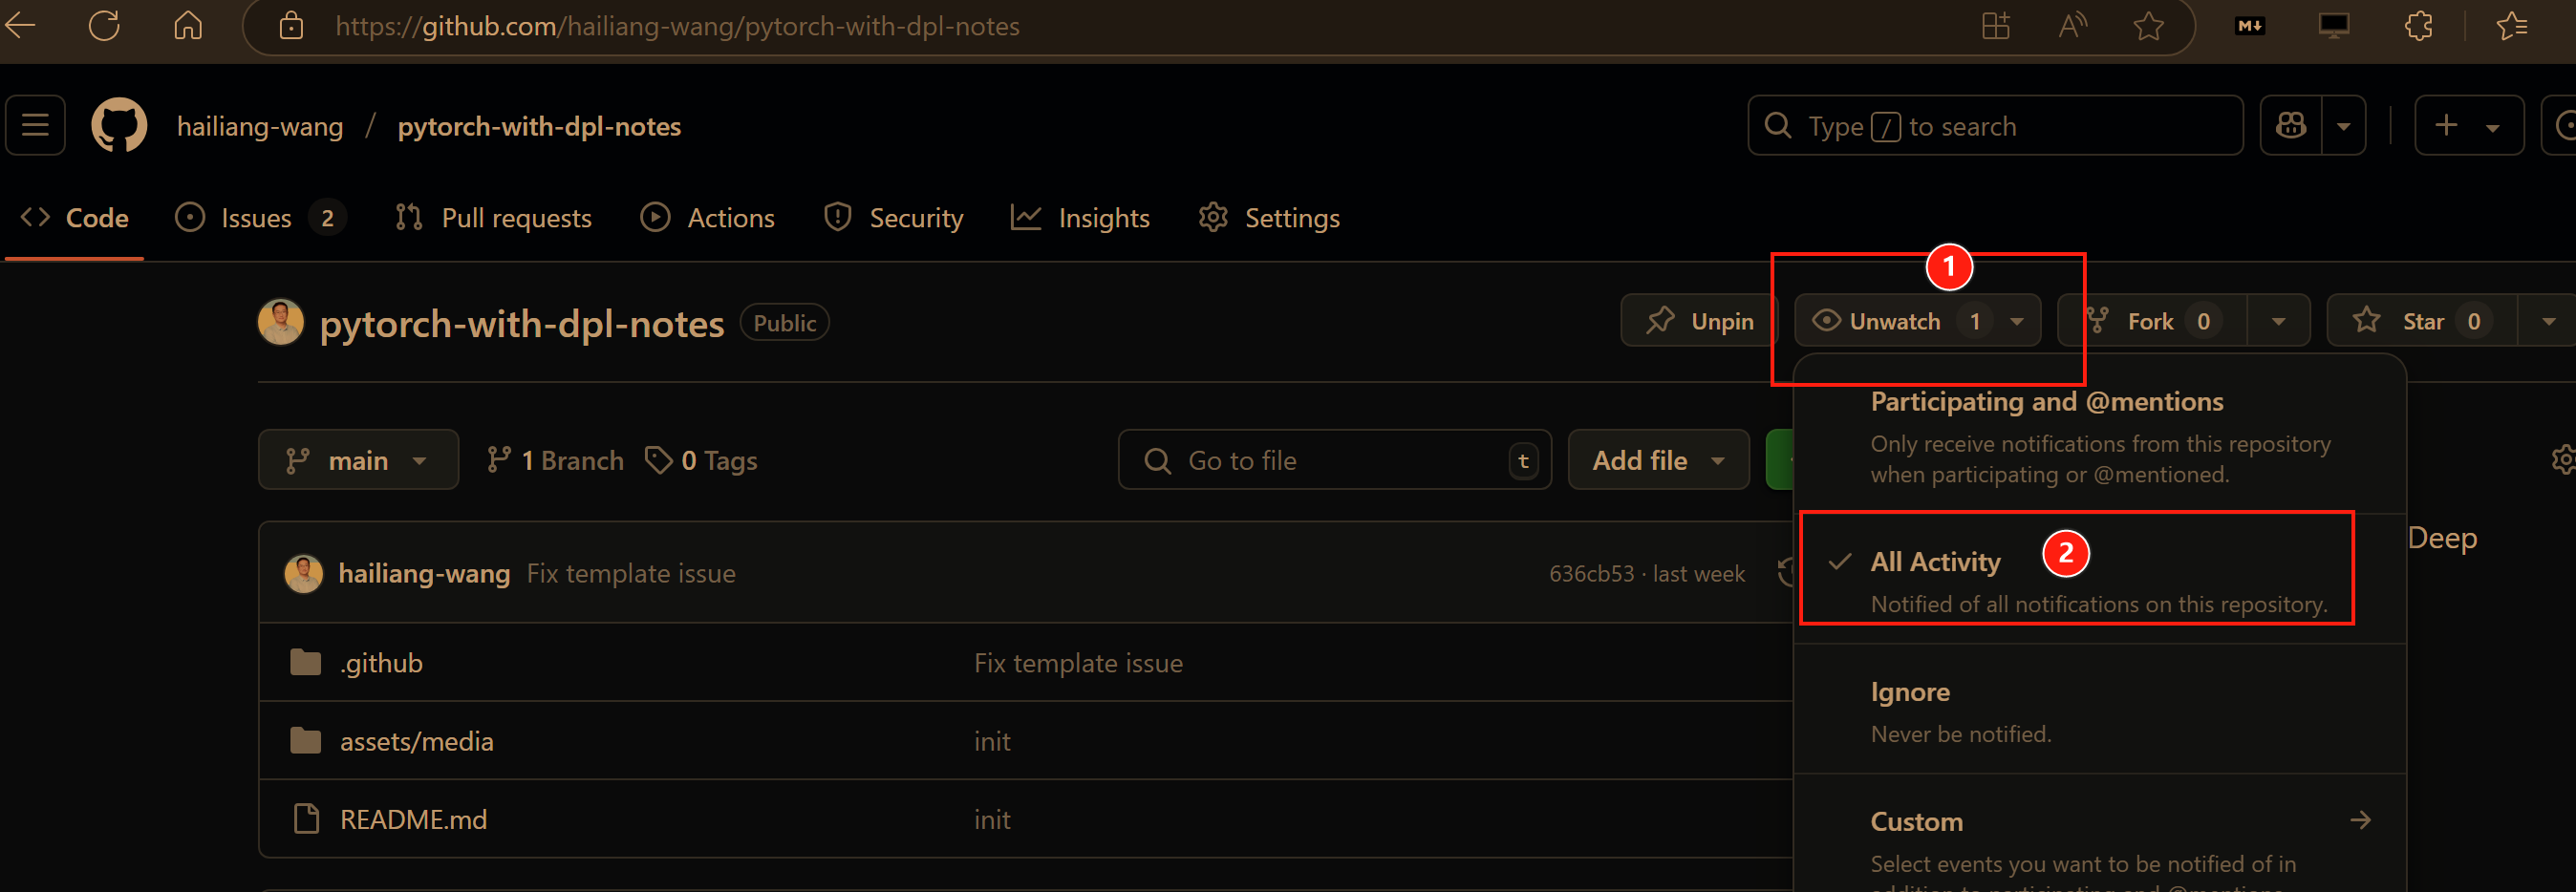 https://github.com/hailiang-wang/pytorch-with-dpl-notes
M↓
hailiang-wang / pytorch-with-dpl-notes
Type / to search
Code
Issues 2
Pull requests
Actions
Security
Insights
Settings
1
pytorch-with-dpl-notes Public
Unpin
Unwatch 1
Fork 0
Star 0
main
1 Branch
0 Tags
Go to file t
Add file
Participating and @mentions
Only receive notifications from this repository
when participating or @mentioned.
All Activity 2
Notified of all notifications on this repository.
Ignore
Never be notified.
Custom
Select events you want to be notified of in
addition to participating and @mentions
Deep
hailiang-wang Fix template issue 636cb53 · last week
.github Fix template issue
assets/media init
README.md init